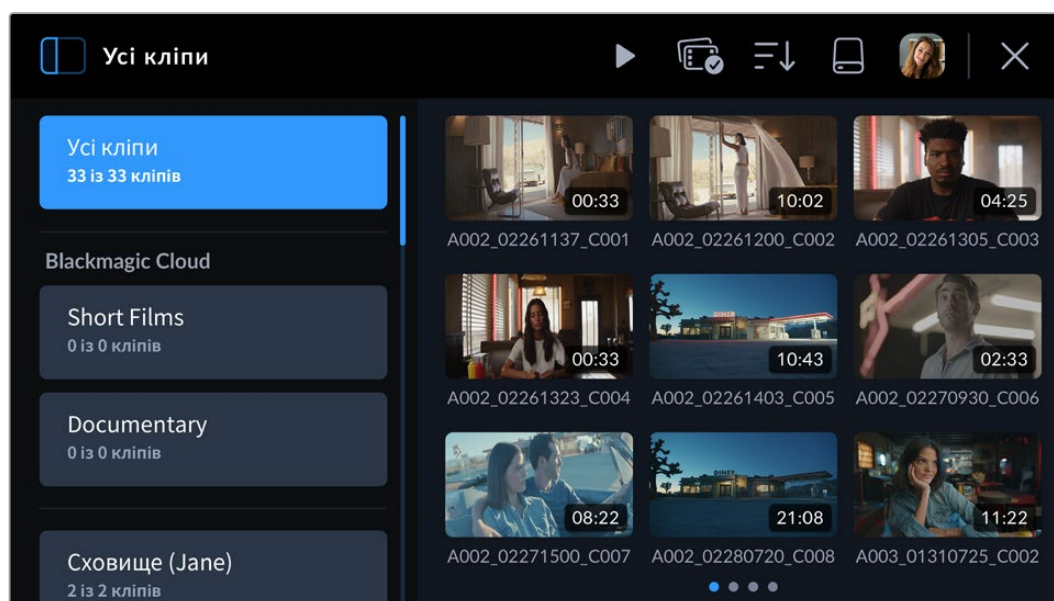 Усі кліпи
Усі кліпи
33 із 33 кліпів
Blackmagic Cloud
Short Films
0 із 0 кліпів
Documentary
0 із 0 кліпів
Сховище (Jane)
2 із 2 кліпів
00:33
10:02
04:25
A002_02261137_C001
A002_02261200_C002
A002_02261305_C003
00:33
DINER
10:43
02:33
A002_02261323_C004
A002_02261403_C005
A002_02270930_C006
08:22
DINER
21:08
11:22
A002_02271500_C007
A002_02280720_C008
A003_01310725_C002